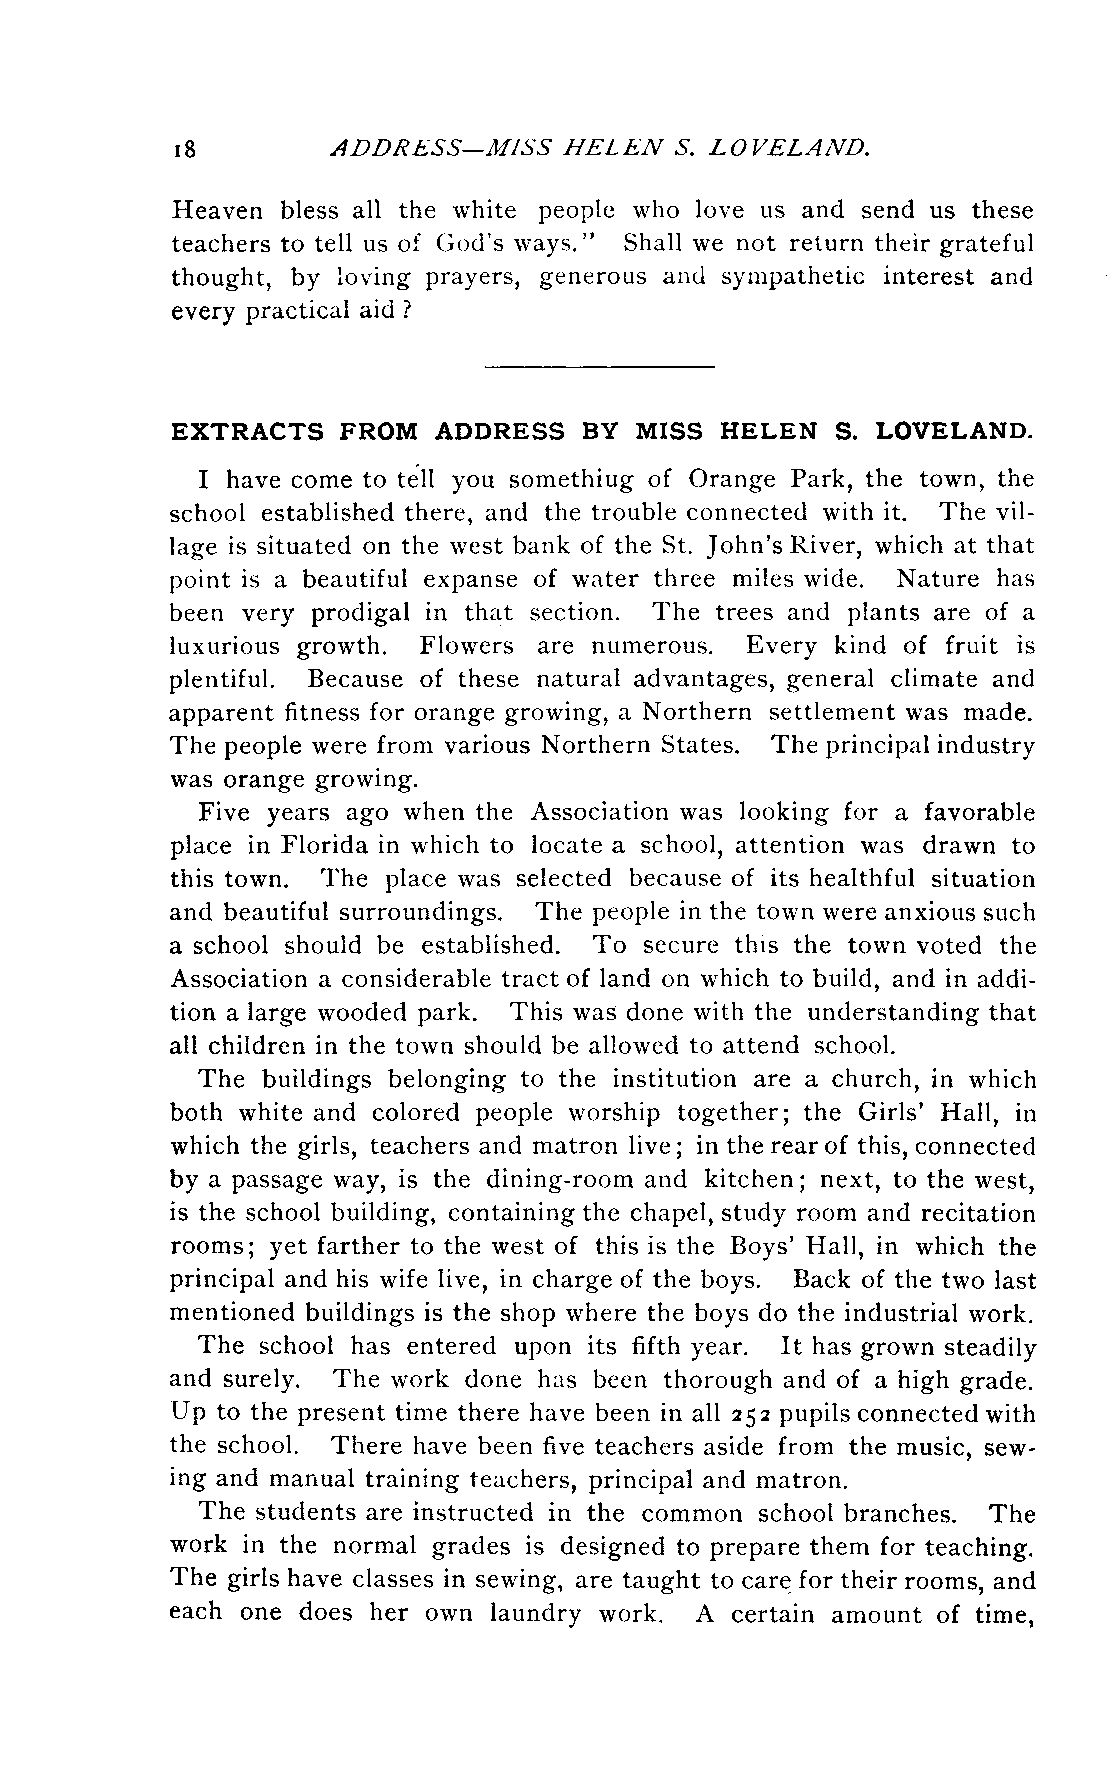 18 ADDRESS—MISS HELEN S. LOVELAND.
Heaven bless all the white people who love us and send us these
teachers to tell us of God's ways." Shall we not return their grateful
thought, by loving prayers, generous and sympathetic interest and
every practical aid ?
EXTRACTS FROM ADDRESS BY MISS HELEN S. LOVELAND.
I have come to tell you somethiug of Orange Park, the town, the
school established there, and the trouble connected with it. The vil-
lage is situated on the west bank of the St. John's River, which at that
point is a beautiful expanse of water three miles wide. Nature has
been very prodigal in that section. The trees and plants are of a
luxurious growth. Flowers are numerous. Every kind of fruit is
plentiful. Because of these natural advantages, general climate and
apparent fitness for orange growing, a Northern settlement was made.
The people were from various Northern States. The principal industry
was orange growing.
Five years ago when the Association was looking for a favorable
place in Florida in which to locate a school, attention was drawn to
this town. The place was selected because of its healthful situation
and beautiful surroundings. The people in the town were anxious such
a school should be established. To secure this the town voted the
Association a considerable tract of land on which to build, and in addi-
tion a large wooded park. This was done with the understanding that
all children in the town should be allowed to attend school.
The buildings belonging to the institution are a church, in which
both white and colored people worship together; the Girls' Hall, in
which the girls, teachers and matron live; in the rear of this, connected
by a passage way, is the dining-room and kitchen; next, to the west,
is the school building, containing the chapel, study room and recitation
rooms; yet farther to the west of this is the Boys' Hall, in which the
principal and his wife live, in charge of the boys. Back of the two last
mentioned buildings is the shop where the boys do the industrial work.
The school has entered upon its fifth year. It has grown steadily
and surely. The work done has been thorough and of a high grade.
Up to the present time there have been in all 252 pupils connected with
the school. There have been five teachers aside from the music, sew-
ing and manual training teachers, principal and matron.
The students are instructed in the common school branches. The
work in the normal grades is designed to prepare them for teaching.
The girls have classes in sewing, are taught to care for their rooms, and
each one does her own laundry work. A certain amount of time,